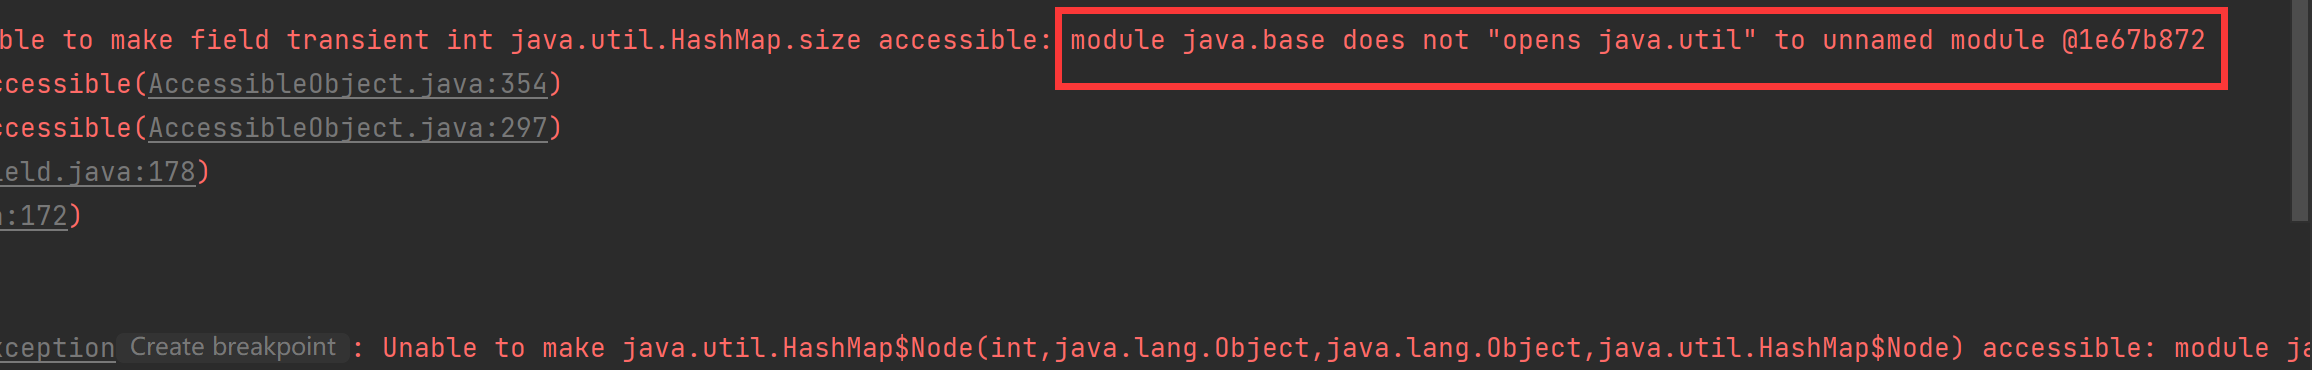 ble to make field transient int java.util.HashMap.size accessible: module java.base does not "opens java.util" to unnamed module @1e67b872
ccessible(AccessibleObject.java:354)
ccessible(AccessibleObject.java:297)
ield.java:178)
a:172)
xception Create breakpoint : Unable to make java.util.HashMap$Node(int,java.lang.Object,java.lang.Object,java.util.HashMap$Node) accessible: module ja